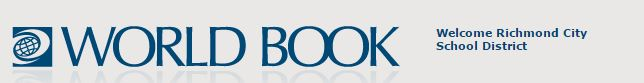 WORLD BOOK
Welcome Richmond City
School District